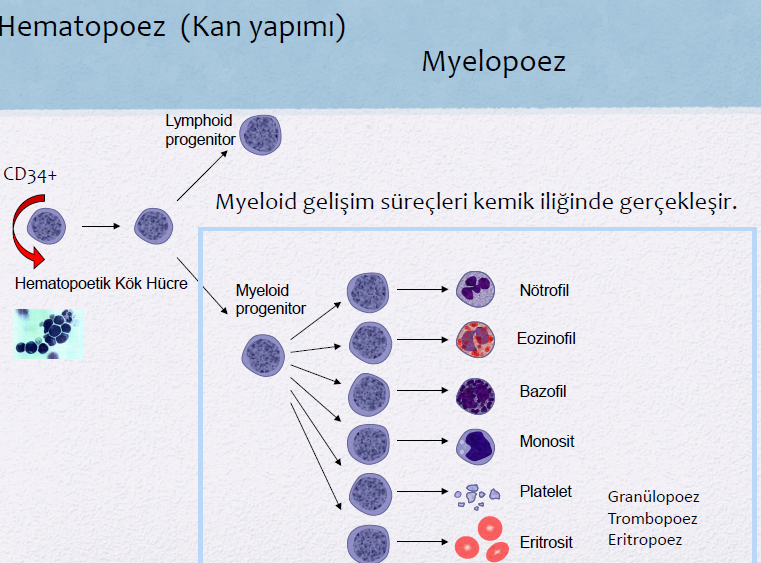 Hematopoez (Kan yapımı)
Myelopoez
Lymphoid
progenitor
CD34+
Myeloid gelişim süreçleri kemik iliğinde gerçekleşir.
Hematopoetik Kök Hücre
Myeloid
progenitor
Nötrofil
Eozinofil
Bazofil
Monosit
Platelet
Eritrosit
Granülopoez
Trombopoez
Eritropoez